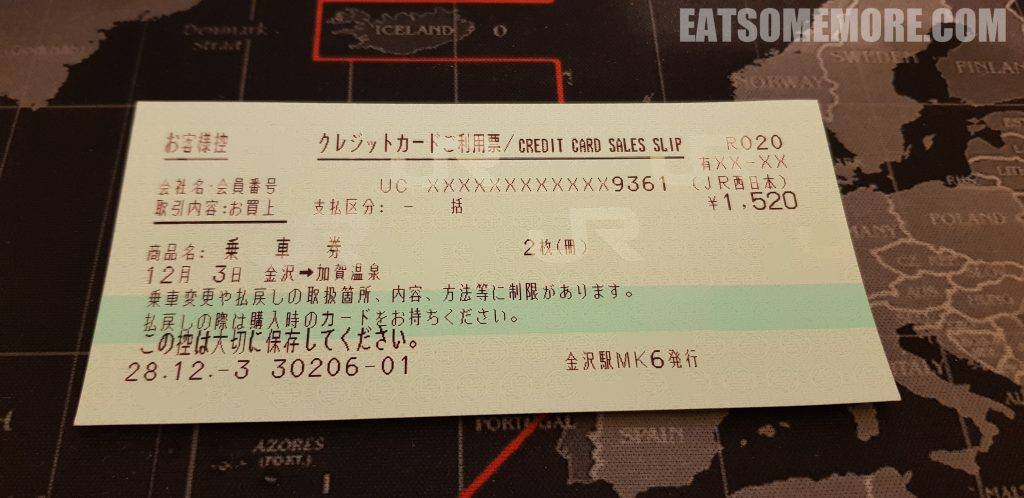 EATSOMEMORE.COM
Denmark Strait
ICELAND
NORWAY
SWEDEN
FINLAND
お客様控 クレジットカードご利用票/CREDIT CARD SALES SLIP R020
有XX-XX
会社名・会員番号 UC -XXXXXXXXXXXX9361 (JR西日本)
取引内容:お買上 支払区分: 一 括 ¥1,520
商品名: 乗 車 券 2枚(冊)
12月 3日 金沢→加賀温泉
乗車変更や払戻しの取扱箇所、内容、方法等に制限があります。
払戻しの際は購入時のカードをお持ちください。
この控は大切に保存してください。
28.12.-3 30206-01 金沢駅MK6発行
JR
POLAND
PORTUGAL
SPAIN
AZORES
(PORT.)